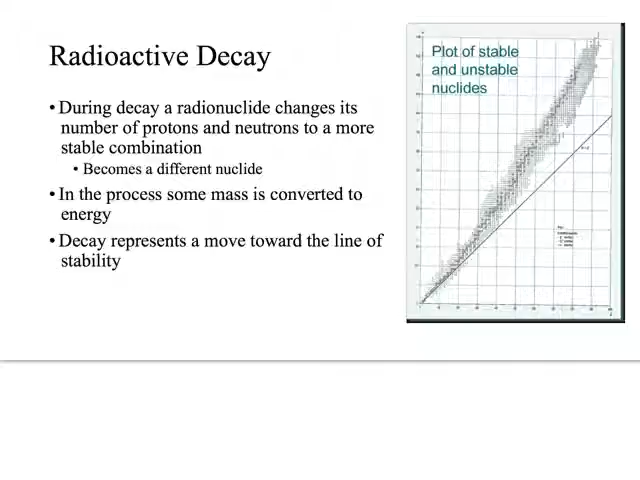 Radioactive Decay
• During decay a radionuclide changes its
number of protons and neutrons to a more
stable combination
• Becomes a different nuclide
• In the process some mass is converted to
energy
• Decay represents a move toward the line of
stability
Plot of stable
and unstable
nuclides